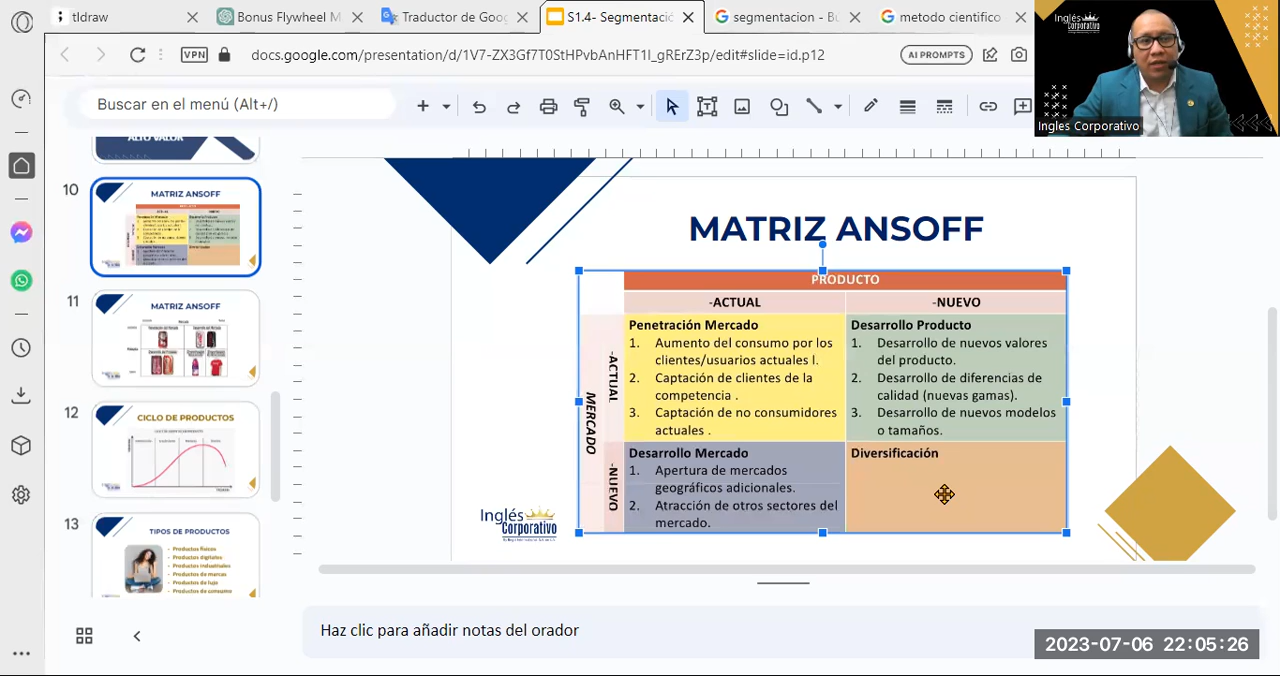 tldraw
Bonus Flywheel M
Traductor de Goog
S1.4- Segmentació
segmentacion - Bú
metodo cientifico
VPN
docs.google.com/presentation/d/1V7-ZX3Gf7T0StHPvbAnHFT1I_gRErZ3p/edit#slide=id.p12
AI PROMPTS
Inglés
Corporativo
Ingles Corporativo
Buscar en el menú (Alt+/)
ALTO VALOR
10
MATRIZ ANSOFF
11
MATRIZ ANSOFF
12
CICLO DE PRODUCTOS
13
TIPOS DE PRODUCTOS
Productos físicos
Productos digitales
Productos industriales
Productos de marcas
Productos de lujo
Productos de consumo
MATRIZ ANSOFF
PRODUCTO
-ACTUAL
-NUEVO
MERCADO
-ACTUAL
Penetración Mercado
1. Aumento del consumo por los
clientes/usuarios actuales l.
2. Captación de clientes de la
competencia .
3. Captación de no consumidores
actuales .
Desarrollo Producto
1. Desarrollo de nuevos valores
del producto.
2. Desarrollo de diferencias de
calidad (nuevas gamas).
3. Desarrollo de nuevos modelos
o tamaños.
-NUEVO
Desarrollo Mercado
1. Apertura de mercados
geográficos adicionales.
2. Atracción de otros sectores del
mercado.
Diversificación
Inglés
Corporativo
Haz clic para añadir notas del orador
2023-07-06 22:05:26